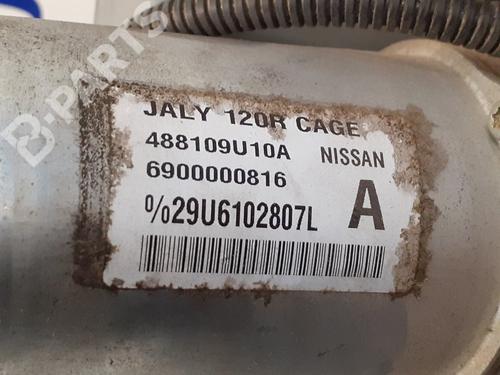 B-PARTS
JALY 120R CAGE
488109U10A NISSAN
6900000816
%29U6102807L A